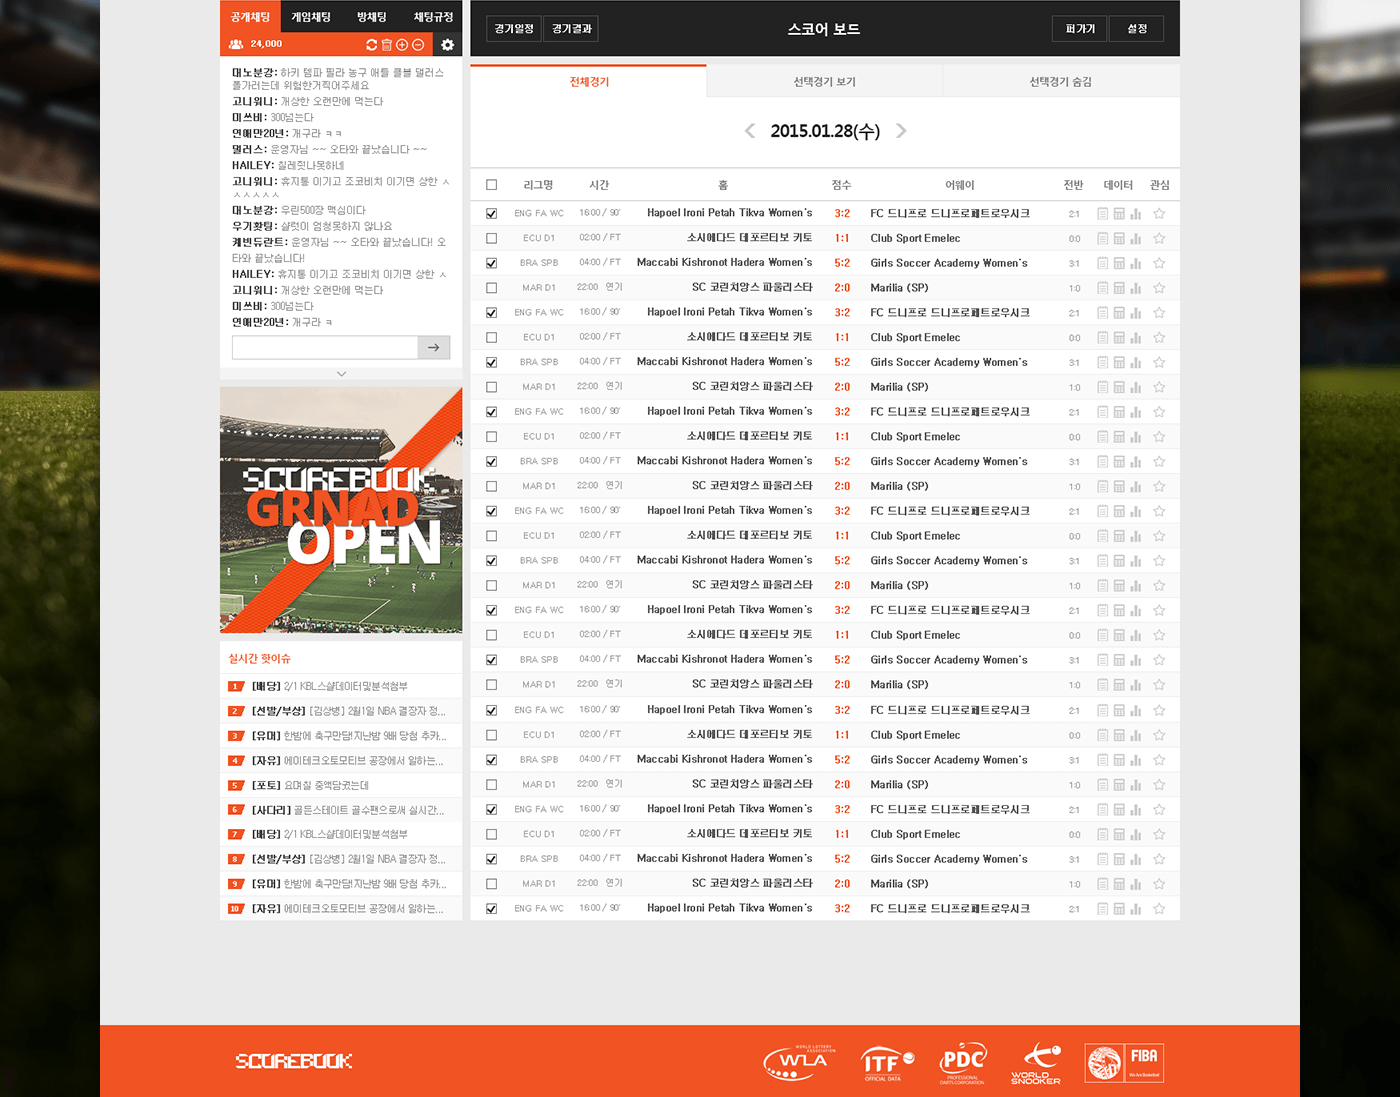 공개채팅 게임채팅 방채팅 채팅규정
24,000
대노분강: 하키 템파 필라 농구 애틀 클블 댈러스
플가려는데 위험한거찍어주세요
고니워니: 개상한 오랜만에 먹는다
미쓰비: 300넘는다
연애만20년: 개구라 ㅋㅋ
댈러스: 운영자님 ~~ 오타와 끝났습니다 ~~
HAILEY: 칠레짓나못하네
고니워니: 휴지통 이기고 조코비치 이기면 상한 ㅅ
ㅅㅅㅅㅅㅅ
대노분강: 우린500장 맥십이다
우기황팅: 샬럿이 엄청못하지 않나요
케빈듀란트: 운영자님 ~~ 오타와 끝났습니다! 오
타와 끝났습니다!
HAILEY: 휴지통 이기고 조코비치 이기면 상한 ㅅ
고니워니: 개상한 오랜만에 먹는다
미쓰비: 300넘는다
연애만20년: 개구라 ㅋ
SCOREBOOK
GRNAD
OPEN
실시간 핫이슈
1 [배당] 2/1 KBL스샬데이터및분석첨부
2 [선발/부상] [김상병] 2월1일 NBA 결장자 정...
3 [유머] 한밤에 축구만담!지난밤 9배 당첨 추카...
4 [자유] 에이테크오토모티브 공장에서 일하는...
5 [포토] 요며칠 중액담궜는데
6 [사다리] 골든스테이트 골수팬으로써 실시간...
7 [배당] 2/1 KBL스샬데이터및분석첨부
8 [선발/부상] [김상병] 2월1일 NBA 결장자 정...
9 [유머] 한밤에 축구만담!지난밤 9배 당첨 추카...
10 [자유] 에이테크오토모티브 공장에서 일하는...
경기일정 경기결과 스코어 보드 퍼가기 설정
전체경기 선택경기 보기 선택경기 숨김
2015.01.28(수)
리그명 시간 홈 점수 어웨이 전반 데이터 관심
ENG FA WC 16:00 / 90' Hapoel Ironi Petah Tikva Women's 3:2 FC 드니프로 드니프로페트로우시크 2:1
ECU D1 02:00 / FT 소시에다드 데포르티보 키토 1:1 Club Sport Emelec 0:0
BRA SPB 04:00 / FT Maccabi Kishronot Hadera Women's 5:2 Girls Soccer Academy Women's 3:1
MAR D1 22:00 연기 SC 코린치앙스 파울리스타 2:0 Marilia (SP) 1:0
ENG FA WC 16:00 / 90' Hapoel Ironi Petah Tikva Women's 3:2 FC 드니프로 드니프로페트로우시크 2:1
ECU D1 02:00 / FT 소시에다드 데포르티보 키토 1:1 Club Sport Emelec 0:0
BRA SPB 04:00 / FT Maccabi Kishronot Hadera Women's 5:2 Girls Soccer Academy Women's 3:1
MAR D1 22:00 연기 SC 코린치앙스 파울리스타 2:0 Marilia (SP) 1:0
ENG FA WC 16:00 / 90' Hapoel Ironi Petah Tikva Women's 3:2 FC 드니프로 드니프로페트로우시크 2:1
ECU D1 02:00 / FT 소시에다드 데포르티보 키토 1:1 Club Sport Emelec 0:0
BRA SPB 04:00 / FT Maccabi Kishronot Hadera Women's 5:2 Girls Soccer Academy Women's 3:1
MAR D1 22:00 연기 SC 코린치앙스 파울리스타 2:0 Marilia (SP) 1:0
ENG FA WC 16:00 / 90' Hapoel Ironi Petah Tikva Women's 3:2 FC 드니프로 드니프로페트로우시크 2:1
ECU D1 02:00 / FT 소시에다드 데포르티보 키토 1:1 Club Sport Emelec 0:0
BRA SPB 04:00 / FT Maccabi Kishronot Hadera Women's 5:2 Girls Soccer Academy Women's 3:1
MAR D1 22:00 연기 SC 코린치앙스 파울리스타 2:0 Marilia (SP) 1:0
ENG FA WC 16:00 / 90' Hapoel Ironi Petah Tikva Women's 3:2 FC 드니프로 드니프로페트로우시크 2:1
ECU D1 02:00 / FT 소시에다드 데포르티보 키토 1:1 Club Sport Emelec 0:0
BRA SPB 04:00 / FT Maccabi Kishronot Hadera Women's 5:2 Girls Soccer Academy Women's 3:1
MAR D1 22:00 연기 SC 코린치앙스 파울리스타 2:0 Marilia (SP) 1:0
ENG FA WC 16:00 / 90' Hapoel Ironi Petah Tikva Women's 3:2 FC 드니프로 드니프로페트로우시크 2:1
ECU D1 02:00 / FT 소시에다드 데포르티보 키토 1:1 Club Sport Emelec 0:0
BRA SPB 04:00 / FT Maccabi Kishronot Hadera Women's 5:2 Girls Soccer Academy Women's 3:1
MAR D1 22:00 연기 SC 코린치앙스 파울리스타 2:0 Marilia (SP) 1:0
ENG FA WC 16:00 / 90' Hapoel Ironi Petah Tikva Women's 3:2 FC 드니프로 드니프로페트로우시크 2:1
ECU D1 02:00 / FT 소시에다드 데포르티보 키토 1:1 Club Sport Emelec 0:0
BRA SPB 04:00 / FT Maccabi Kishronot Hadera Women's 5:2 Girls Soccer Academy Women's 3:1
MAR D1 22:00 연기 SC 코린치앙스 파울리스타 2:0 Marilia (SP) 1:0
ENG FA WC 16:00 / 90' Hapoel Ironi Petah Tikva Women's 3:2 FC 드니프로 드니프로페트로우시크 2:1
SCOREBOOK
WORLD LOTTERY ASSOCIATION
WLA
ITF
OFFICIAL DATA
PDC
PROFESSIONAL
DARTS CORPORATION
WORLD
SNOOKER
FIBA
We Are Basketball